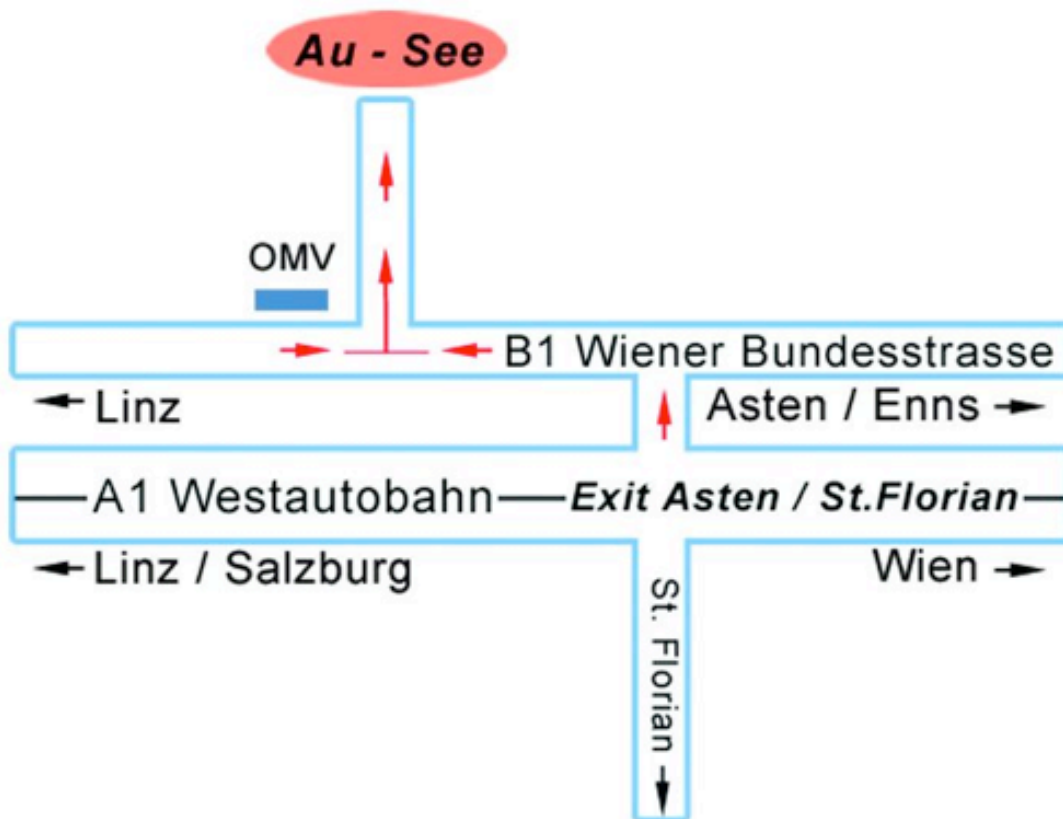 Au - See
OMV
B1 Wiener Bundesstrasse
Linz
Asten / Enns
A1 Westautobahn
Exit Asten / St.Florian
Linz / Salzburg
Wien
St. Florian